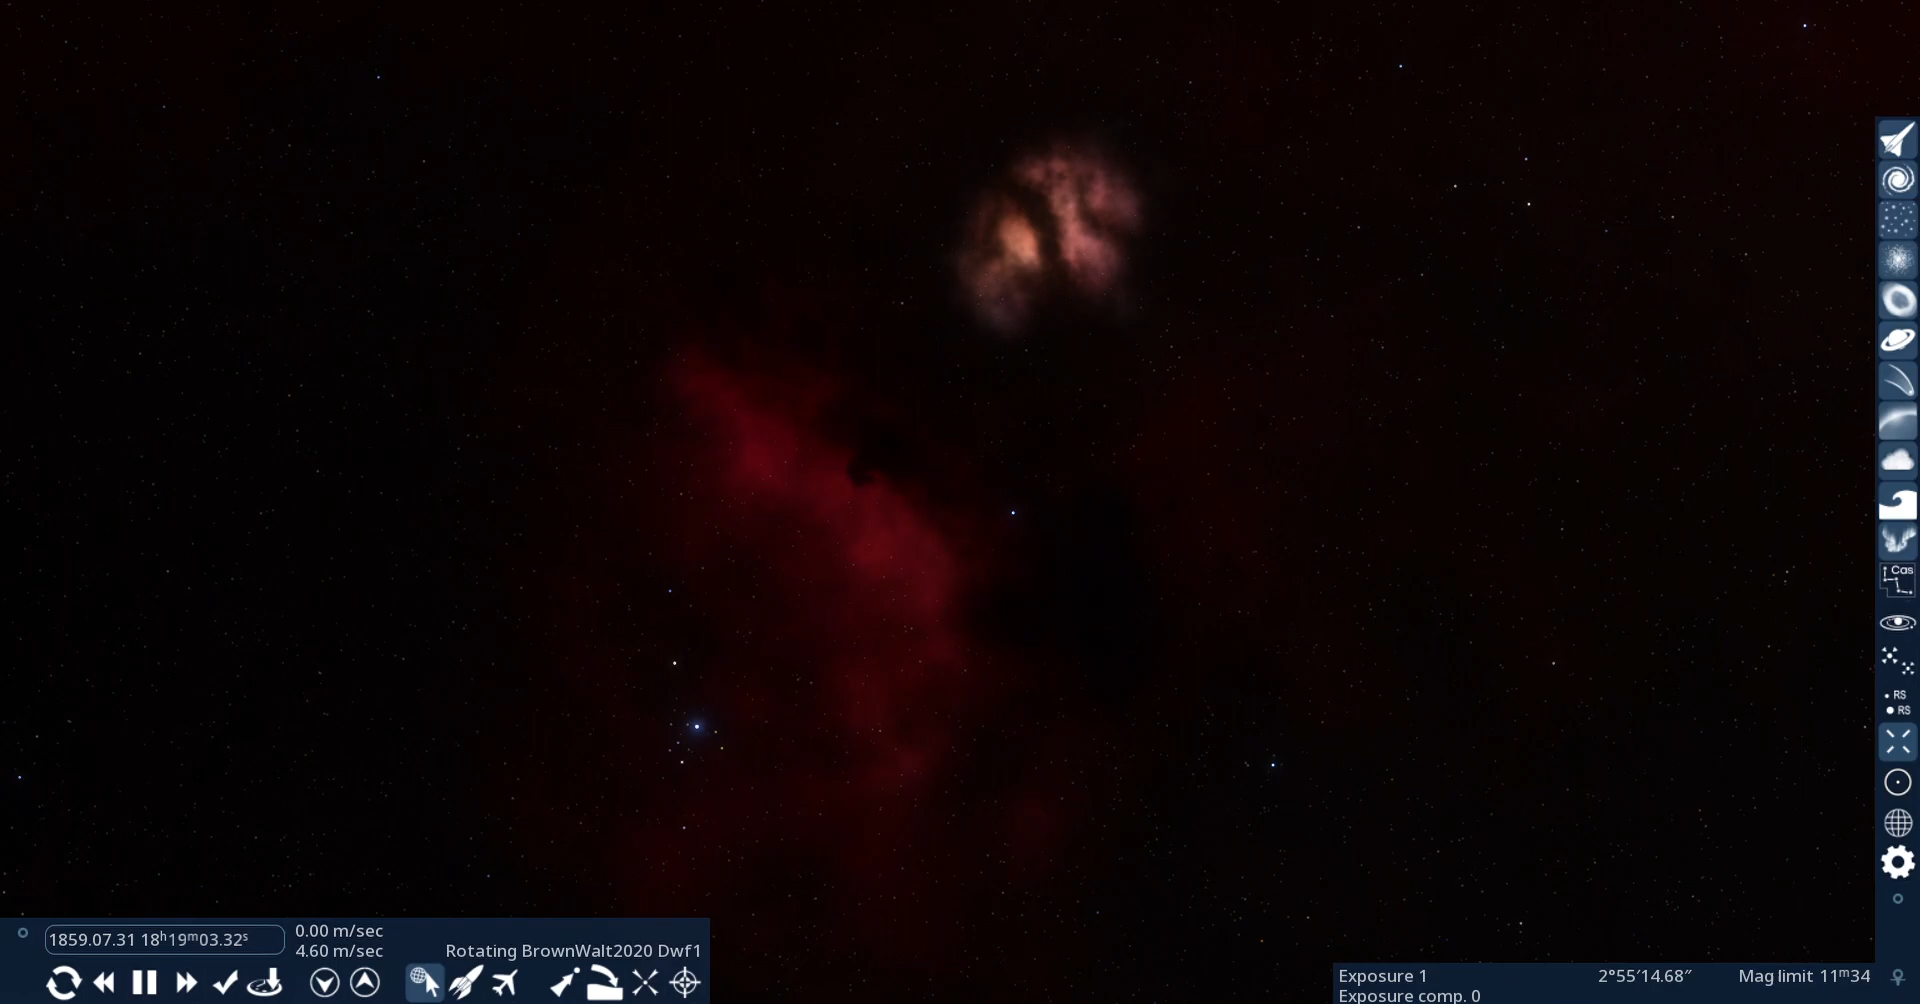 Cas
RS
RS
1859.07.31 18ʰ19ᵐ03.32ˢ
0.00 m/sec
4.60 m/sec
Rotating BrownWalt2020 Dwf1
Exposure 1
2°55′14.68″
Mag limit 11ᵐ34
Exposure comp. 0